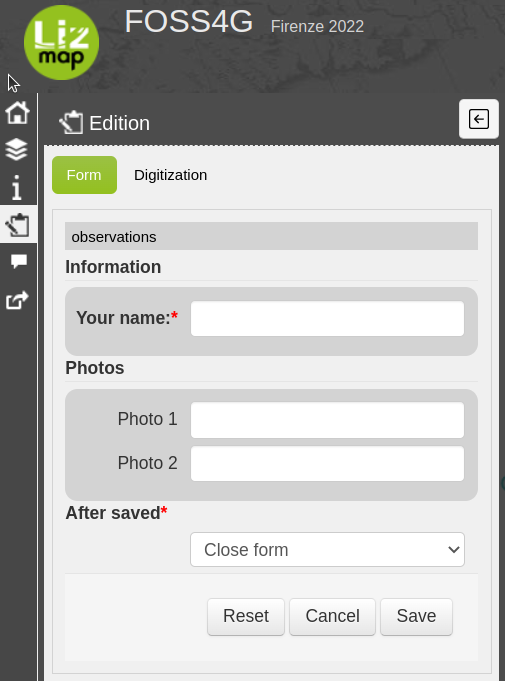 Liz
map
FOSS4G Firenze 2022
Edition
Form Digitization
observations
Information
Your name:*
Photos
Photo 1
Photo 2
After saved*
Close form
Reset Cancel Save